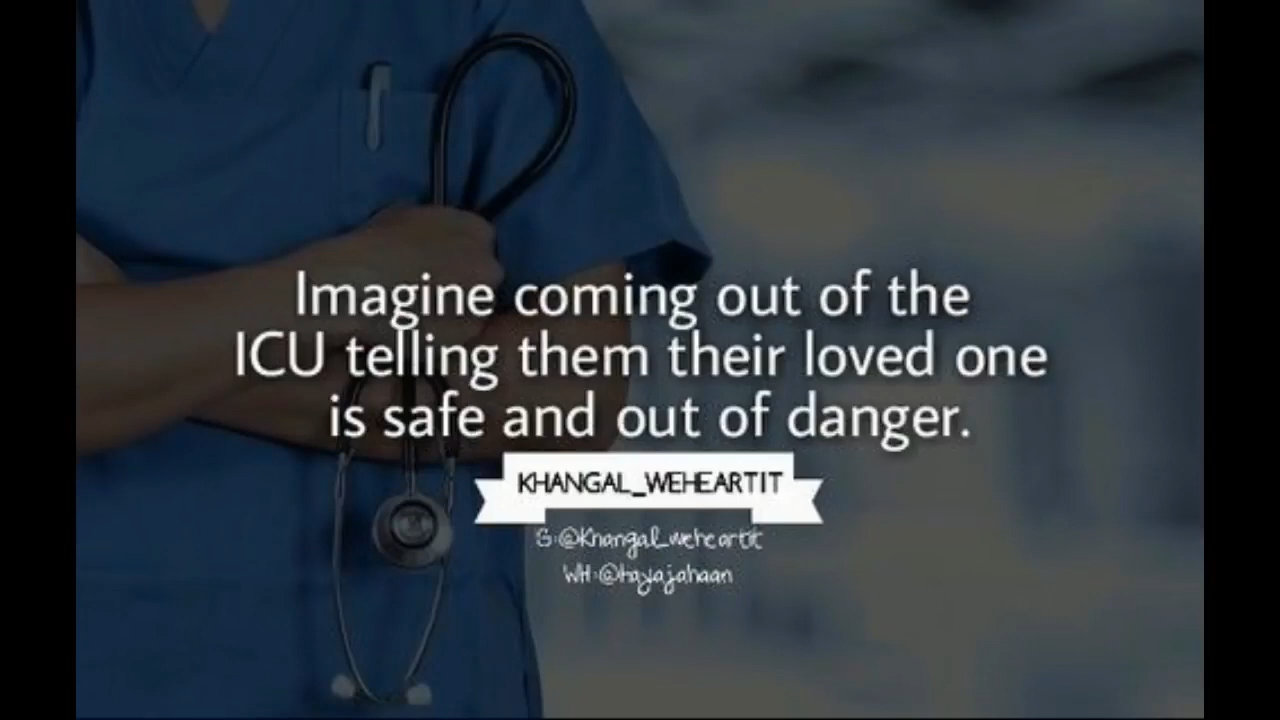 Imagine coming out of the
ICU telling them their loved one
is safe and out of danger.
KHANGAL_WEHEARTIT
IG:@Khangal_weheartit
WH:@hayajahaan